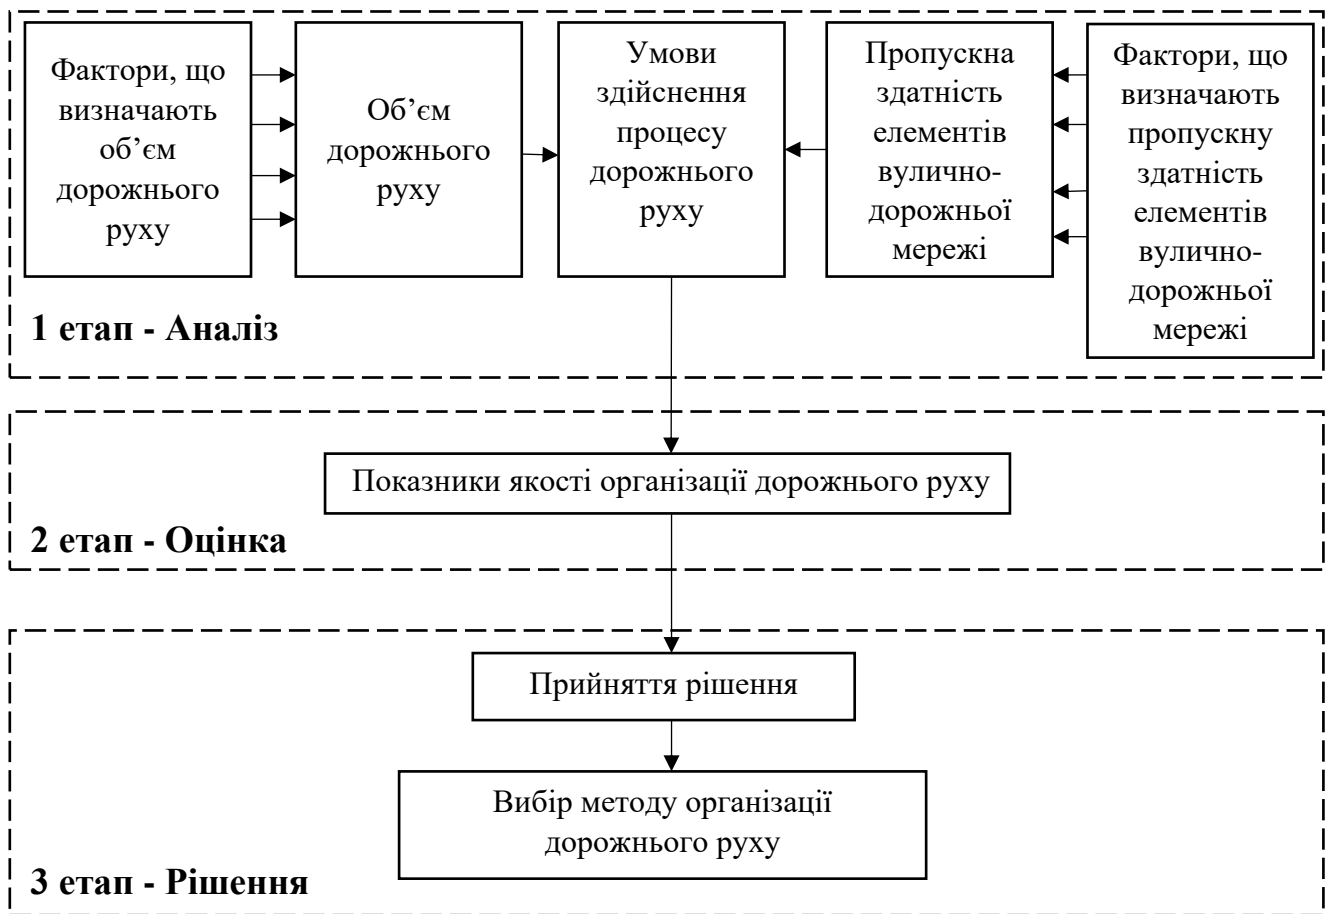 Фактори, що
визначають
об’єм
дорожнього
руху
Об’єм
дорожнього
руху
Умови
здійснення
процесу
дорожнього
руху
Пропускна
здатність
елементів
вулично-
дорожньої
мережі
Фактори, що
визначають
пропускну
здатність
елементів
вулично-
дорожньої
мережі
1 етап - Аналіз
Показники якості організації дорожнього руху
2 етап - Оцінка
Прийняття рішення
Вибір методу організації
дорожнього руху
3 етап - Рішення